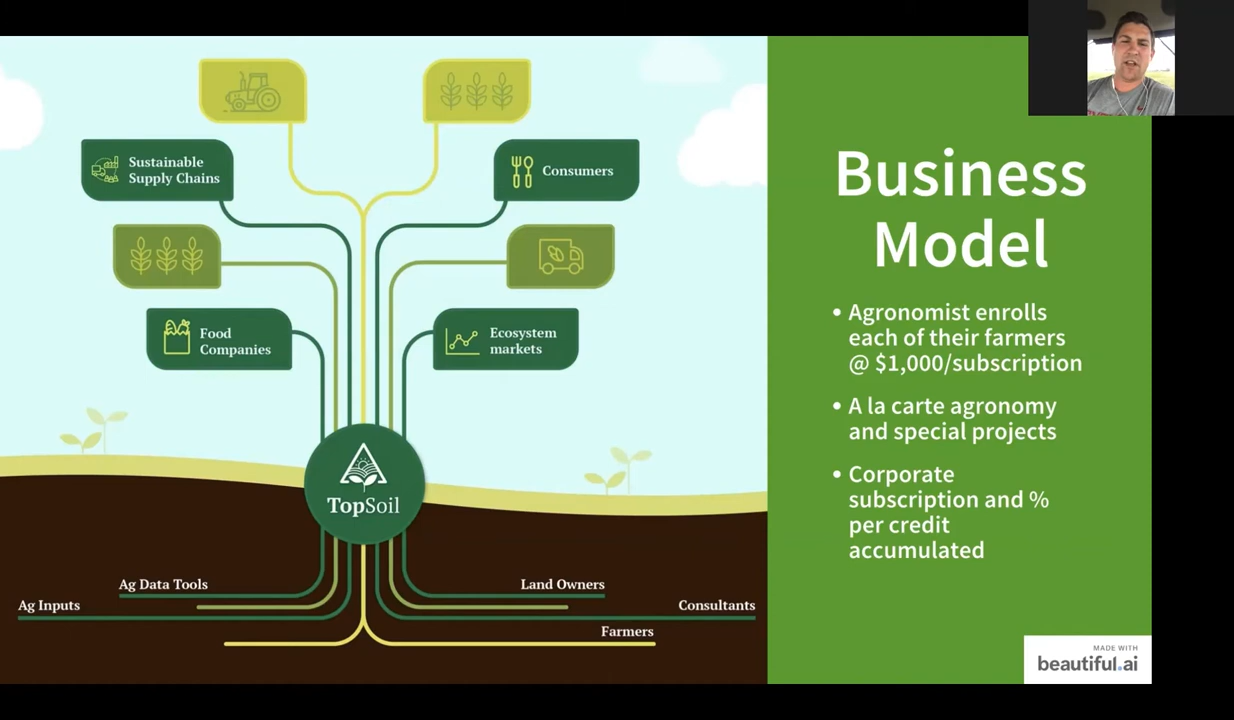 Sustainable
Supply Chains
Consumers
Food
Companies
Ecosystem
markets
TopSoil
Ag Data Tools
Land Owners
Ag Inputs
Consultants
Farmers
Business
Model
• Agronomist enrolls
each of their farmers
@ $1,000/subscription
• A la carte agronomy
and special projects
• Corporate
subscription and %
per credit
accumulated
MADE WITH
beautiful.ai